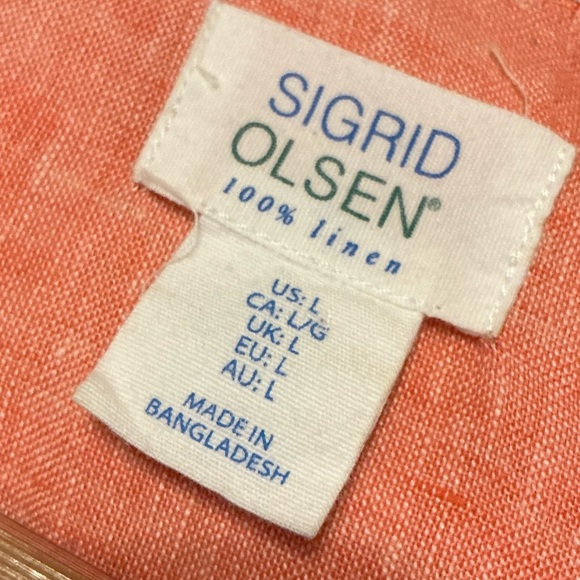 SIGRID
OLSEN®
100% linen
US: L
CA: L/G
UK: L
EU: L
AU: L
MADE IN
BANGLADESH